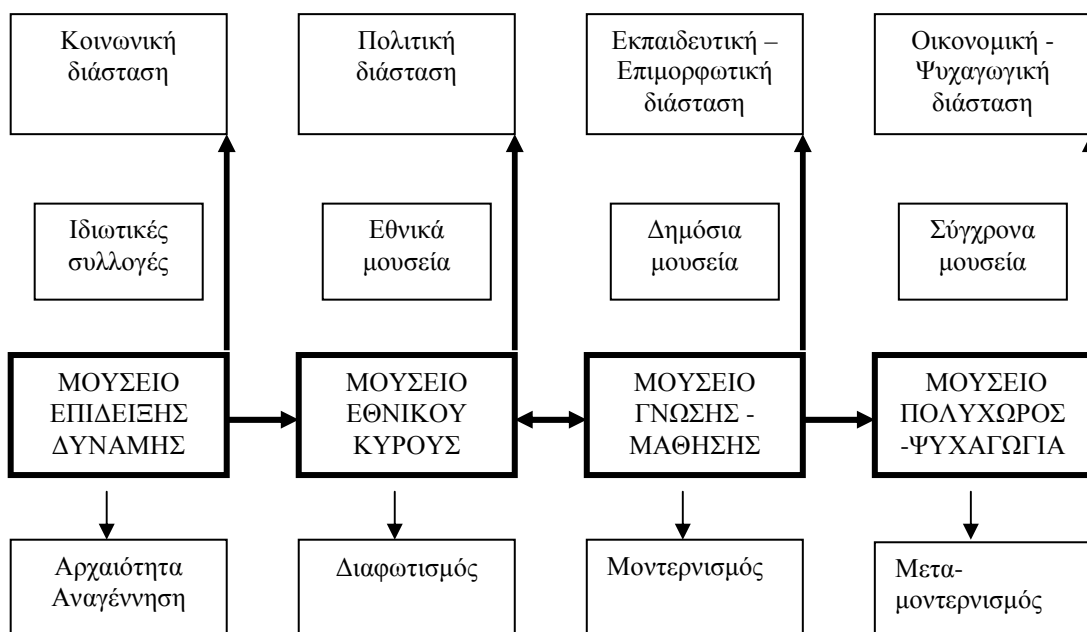 Κοινωνική
διάσταση
Πολιτική
διάσταση
Εκπαιδευτική –
Επιμορφωτική
διάσταση
Οικονομική -
Ψυχαγωγική
διάσταση
Ιδιωτικές
συλλογές
Εθνικά
μουσεία
Δημόσια
μουσεία
Σύγχρονα
μουσεία
ΜΟΥΣΕΙΟ
ΕΠΙΔΕΙΞΗΣ
ΔΥΝΑΜΗΣ
ΜΟΥΣΕΙΟ
ΕΘΝΙΚΟΥ
ΚΥΡΟΥΣ
ΜΟΥΣΕΙΟ
ΓΝΩΣΗΣ -
ΜΑΘΗΣΗΣ
ΜΟΥΣΕΙΟ
ΠΟΛΥΧΩΡΟΣ
-ΨΥΧΑΓΩΓΙΑ
Αρχαιότητα
Αναγέννηση
Διαφωτισμός
Μοντερνισμός
Μετα-
μοντερνισμός